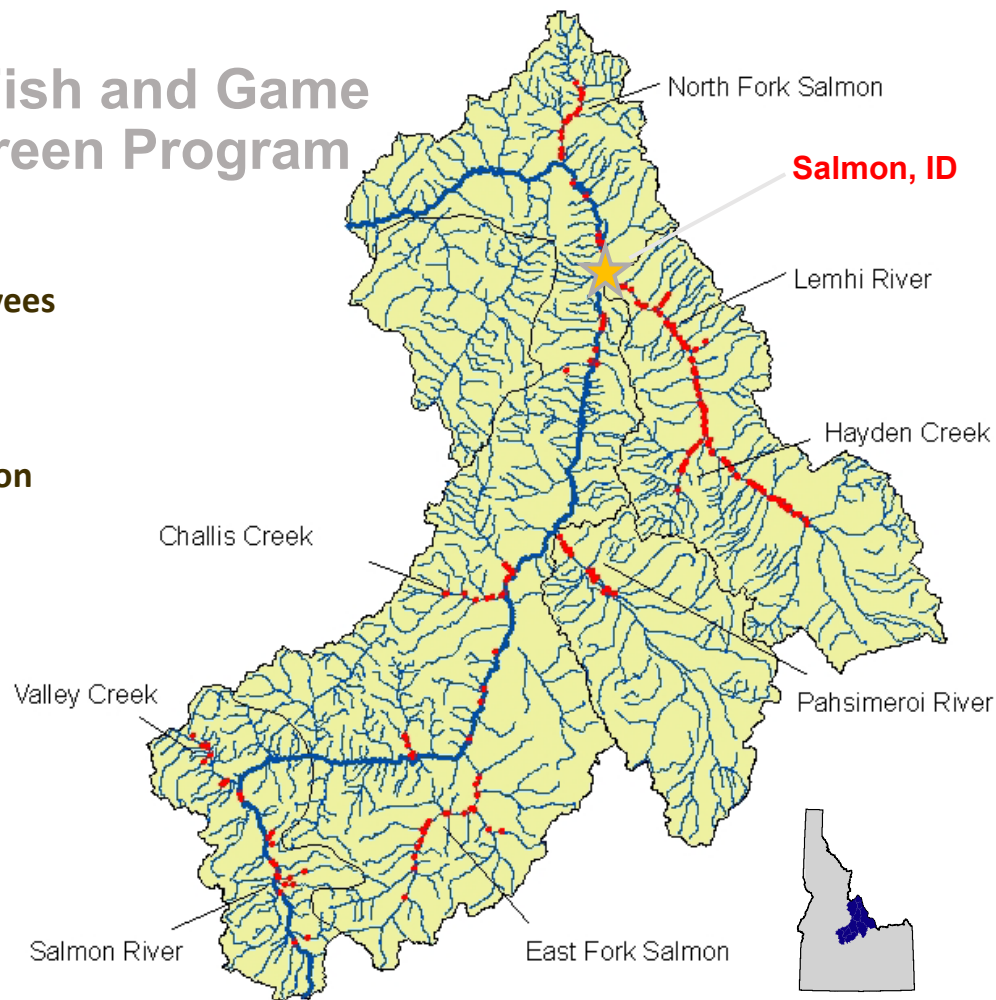 ish and Game
reen Program
North Fork Salmon
Salmon, ID
Lemhi River
yees
Hayden Creek
on
Challis Creek
Valley Creek
Pahsimeroi River
Salmon River
East Fork Salmon